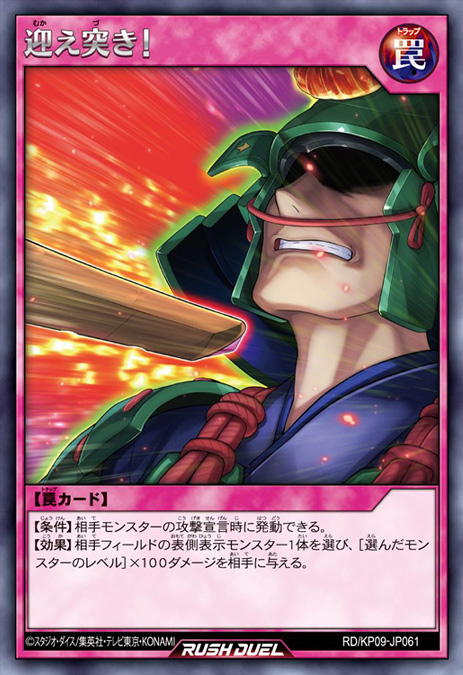 迎え突き!
トラップ
罠
【罠カード】
【条件】相手モンスターの攻撃宣言時に発動できる。
【効果】相手フィールドの表側表示モンスター1体を選び、[選んだモン
スターのレベル]×100ダメージを相手に与える。
©スタジオ・ダイス/集英社・テレビ東京・KONAMI
RUSH DUEL
RD/KP09-JP061